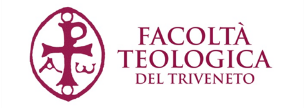 A ω
FACOLTÀ
TEOLOGICA
DEL TRIVENETO